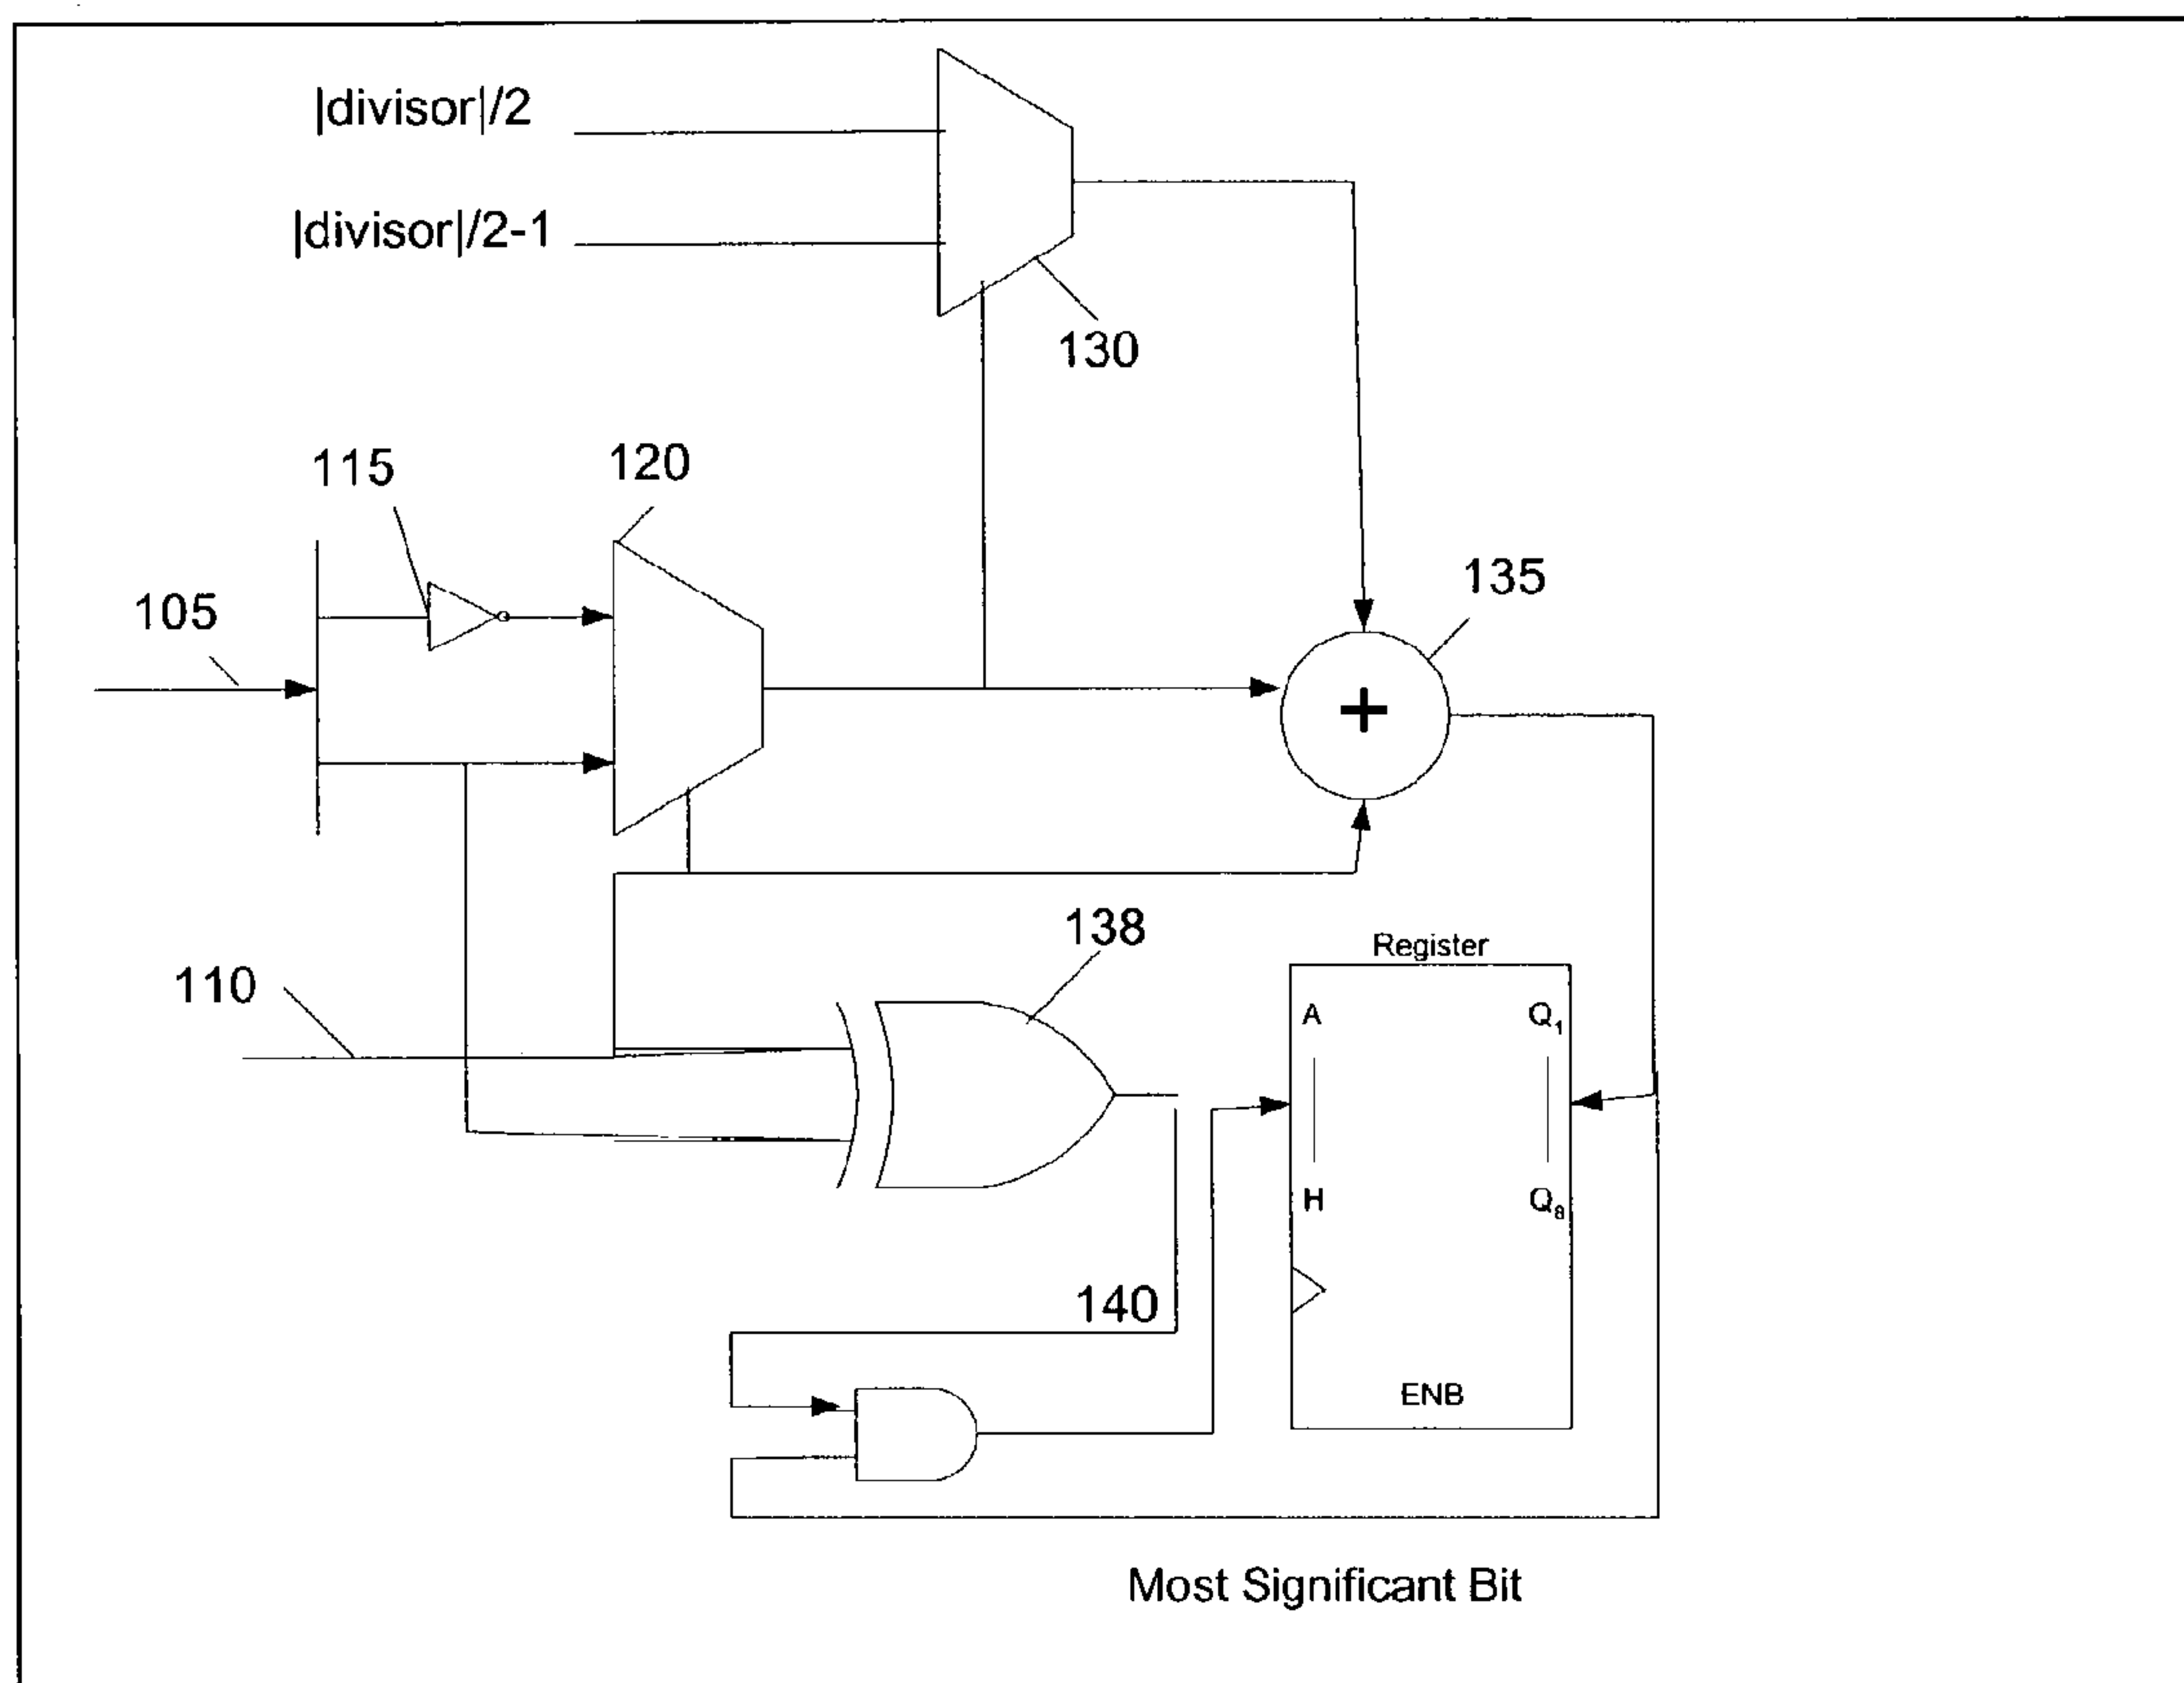 |divisor|/2
|divisor|/2-1
130
115
120
105
135
138
110
Register
A
Q1
H
Q8
140
ENB
Most Significant Bit